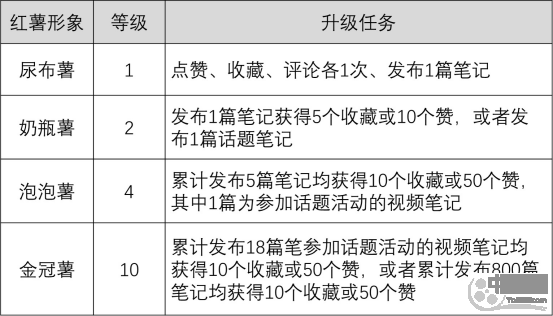 红薯形象 等级 升级任务
尿布薯 1 点赞、收藏、评论各1次、发布1篇笔记
奶瓶薯 2 发布1篇笔记获得5个收藏或10个赞，或者发
布1篇话题笔记
泡泡薯 4 累计发布5篇笔记均获得10个收藏或50个赞，
其中1篇为参加话题活动的视频笔记
金冠薯 10 累计发布18篇笔参加话题活动的视频笔记均
获得10个收藏或50个赞，或者累计发布800篇
笔记均获得10个收藏或50个赞